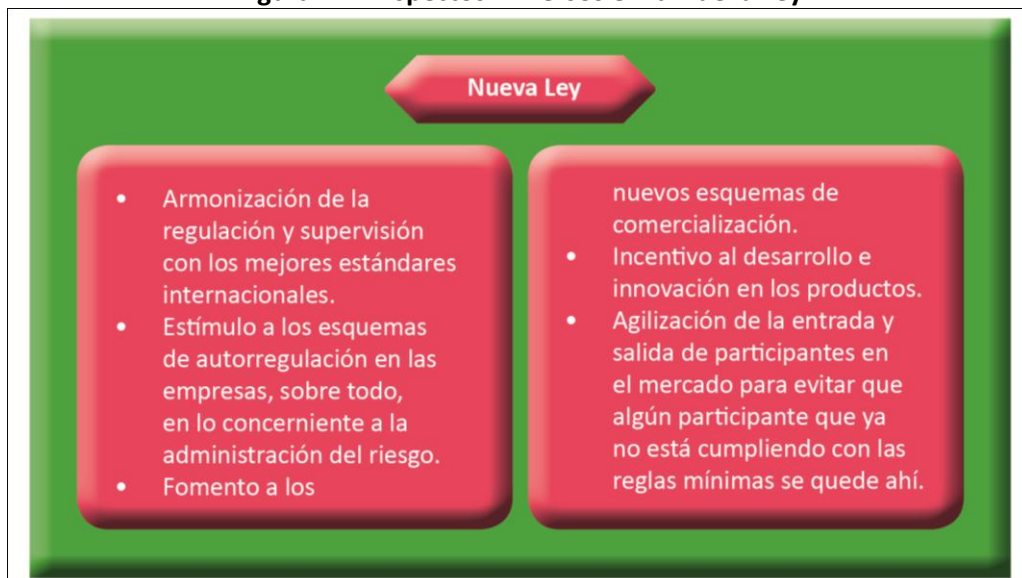 Nueva Ley
• Armonización de la
regulación y supervisión
con los mejores estándares
internacionales.
• Estímulo a los esquemas
de autorregulación en las
empresas, sobre todo,
en lo concerniente a la
administración del riesgo.
• Fomento a los
nuevos esquemas de
comercialización.
• Incentivo al desarrollo e
innovación en los productos.
• Agilización de la entrada y
salida de participantes en
el mercado para evitar que
algún participante que ya
no está cumpliendo con las
reglas mínimas se quede ahí.